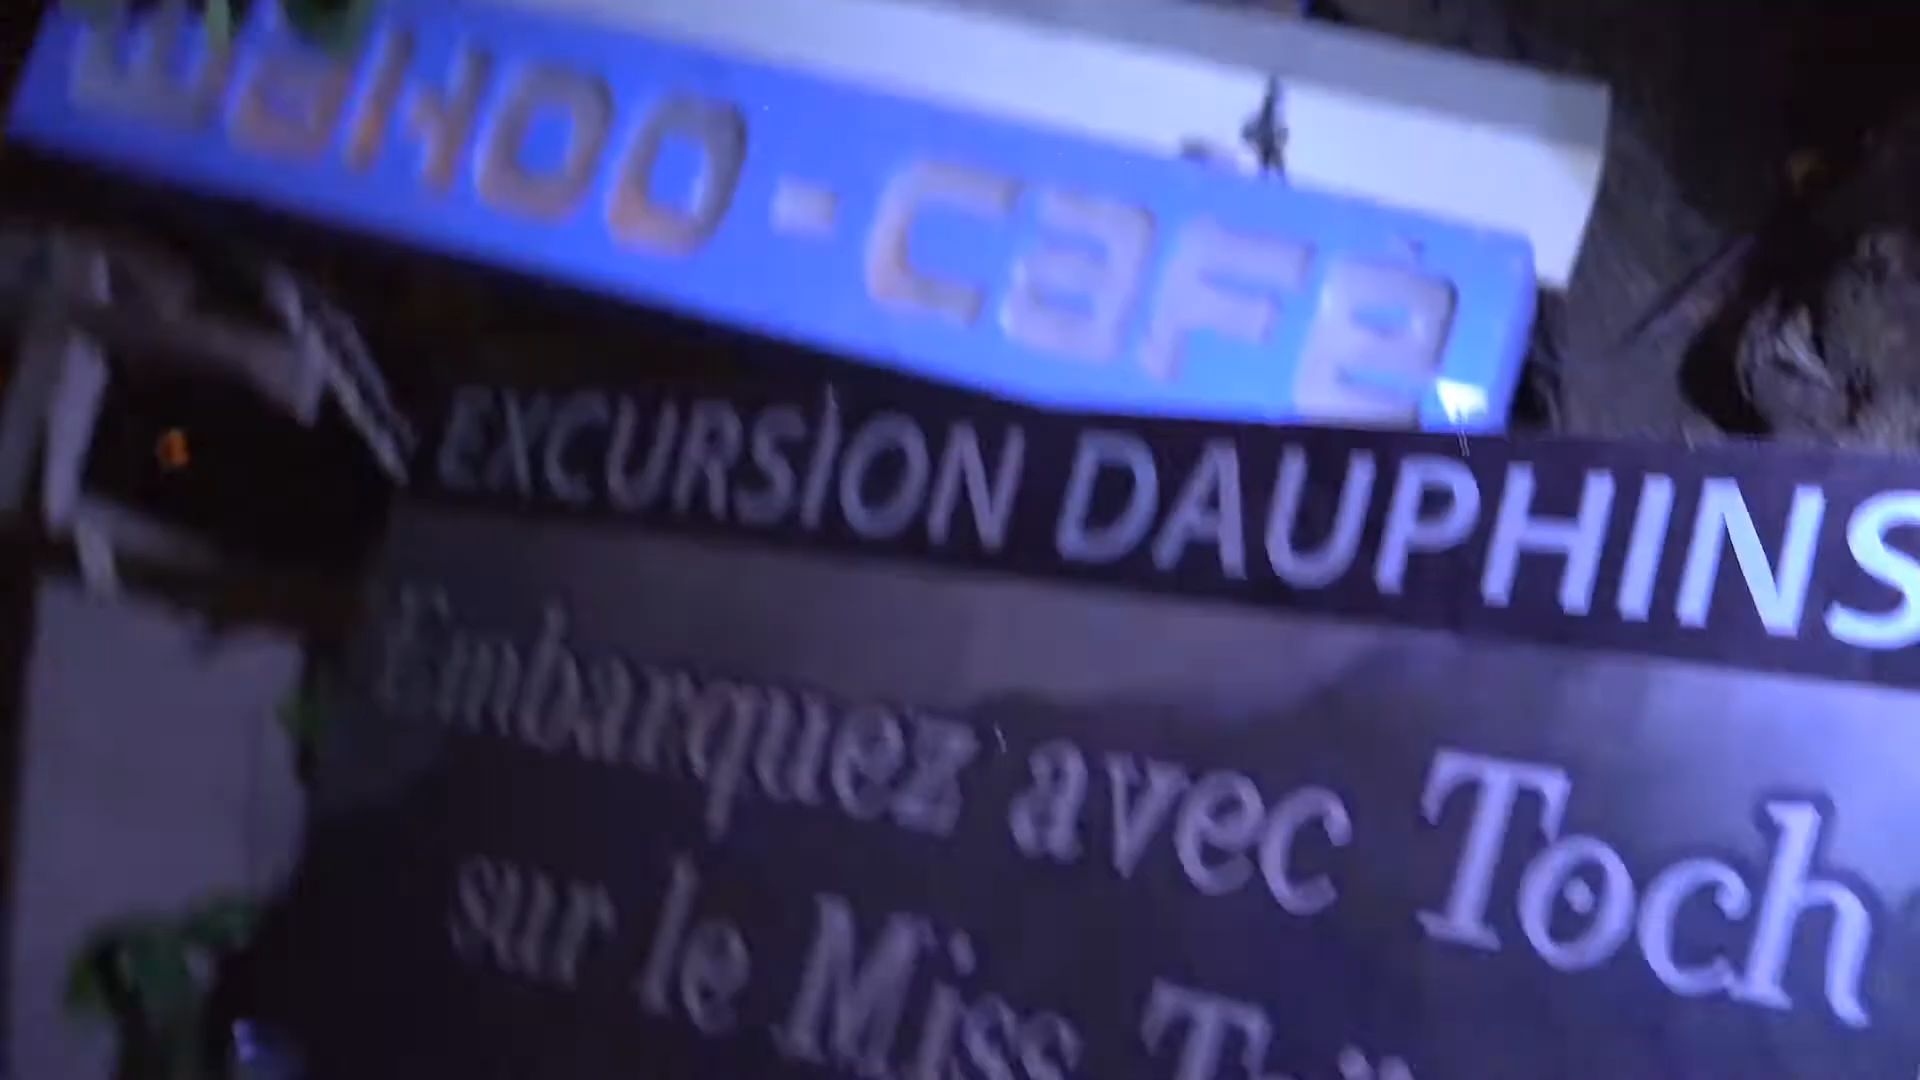 - Café
EXCURSION DAUPHINS
Embarquez avec Toch
sur le Miss